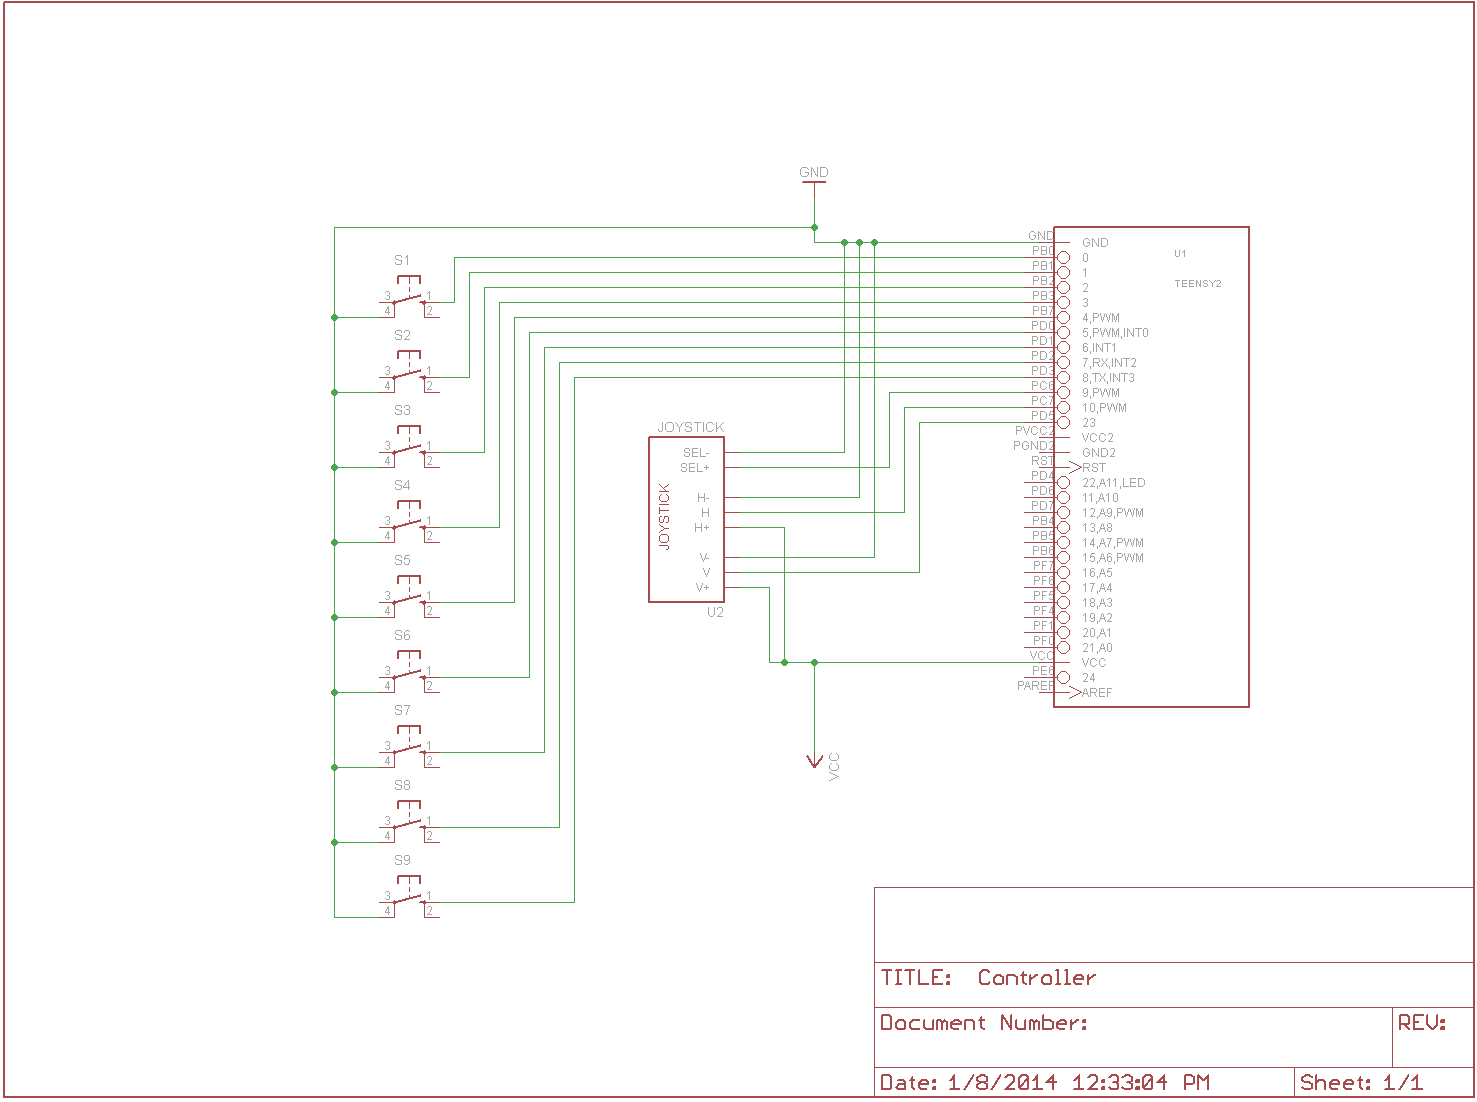 GND
S1
3 1
4 2
S2
3 1
4 2
S3
3 1
4 2
S4
3 1
4 2
S5
3 1
4 2
S6
3 1
4 2
S7
3 1
4 2
S8
3 1
4 2
S9
3 1
4 2
JOYSTICK
JOYSTICK
SEL-
SEL+
H-
H
H+
V-
V
V+
U2
VCC
U1
TEENSY2
GND GND
PB0 0
PB1 1
PB2 2
PB3 3
PB7 4,PWM
PD0 5,PWM,INT0
PD1 6,INT1
PD2 7,RX,INT2
PD3 8,TX,INT3
PC6 9,PWM
PC7 10,PWM
PD5 23
PVCC2 VCC2
PGND2 GND2
RST RST
PD4 22,A11,LED
PD6 11,A10
PD7 12,A9,PWM
PB4 13,A8
PB5 14,A7,PWM
PB6 15,A6,PWM
PF7 16,A5
PF6 17,A4
PF5 18,A3
PF4 19,A2
PF1 20,A1
PF0 21,A0
VCC VCC
PE6 24
PAREF AREF
TITLE: Controller
Document Number:
REV:
Date: 1/8/2014 12:33:04 PM
Sheet: 1/1